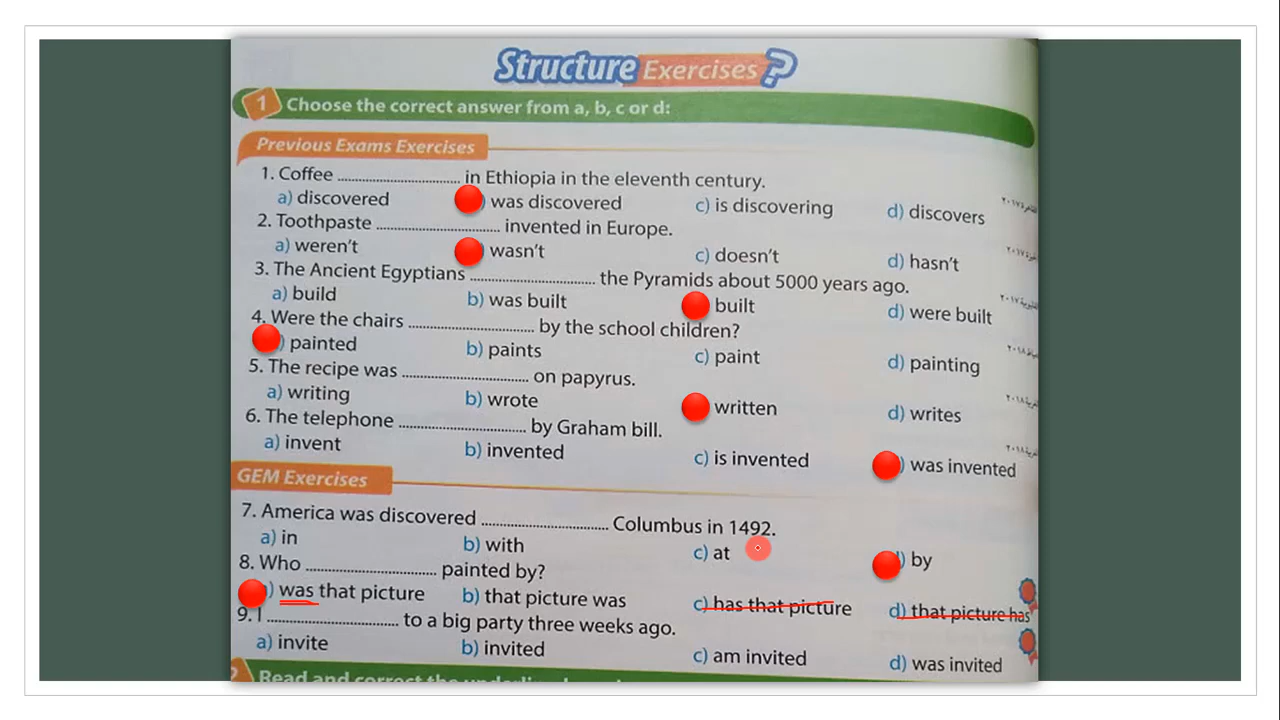 Structure Exercises ?
1 Choose the correct answer from a, b, c or d:
Previous Exams Exercises
1. Coffee .............................. in Ethiopia in the eleventh century.
a) discovered ) was discovered c) is discovering d) discovers
2. Toothpaste .............................. invented in Europe.
a) weren't ) wasn't c) doesn't d) hasn't
3. The Ancient Egyptians .............................. the Pyramids about 5000 years ago.
a) build b) was built built d) were built
4. Were the chairs .............................. by the school children?
) painted b) paints c) paint d) painting
5. The recipe was .............................. on papyrus.
a) writing b) wrote written d) writes
6. The telephone .............................. by Graham bill.
a) invent b) invented c) is invented ) was invented
GEM Exercises
7. America was discovered .............................. Columbus in 1492.
a) in b) with c) at ) by
8. Who .............................. painted by?
) was that picture b) that picture was c) has that picture d) that picture has
9. I .............................. to a big party three weeks ago.
a) invite b) invited c) am invited d) was invited
Read and correct the